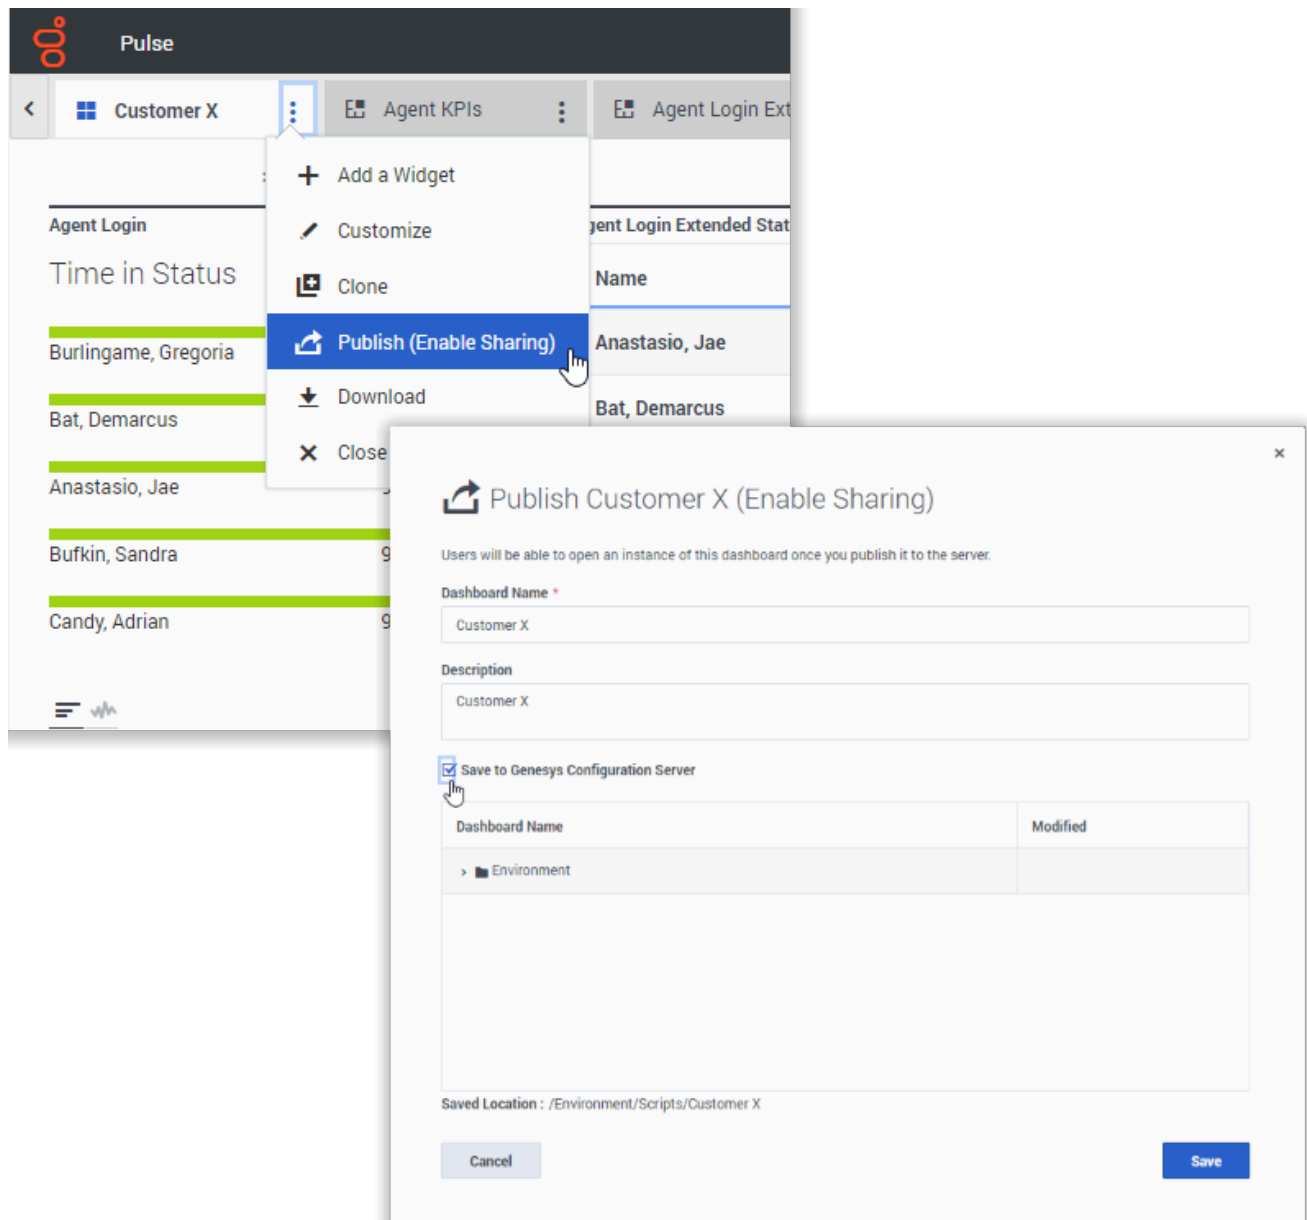 Pulse
Customer X
Agent KPIs
Agent Login Ext
Add a Widget
Customize
Clone
Publish (Enable Sharing)
Download
Close
Agent Login
Time in Status
Burlingame, Gregoria
Bat, Demarcus
Anastasio, Jae
Bufkin, Sandra 9
Candy, Adrian 9
gent Login Extended Stat
Name
Anastasio, Jae
Bat, Demarcus
Publish Customer X (Enable Sharing)
Users will be able to open an instance of this dashboard once you publish it to the server.
Dashboard Name *
Customer X
Description
Customer X
Save to Genesys Configuration Server
Dashboard Name Modified
Environment
Saved Location : /Environment/Scripts/Customer X
Cancel Save